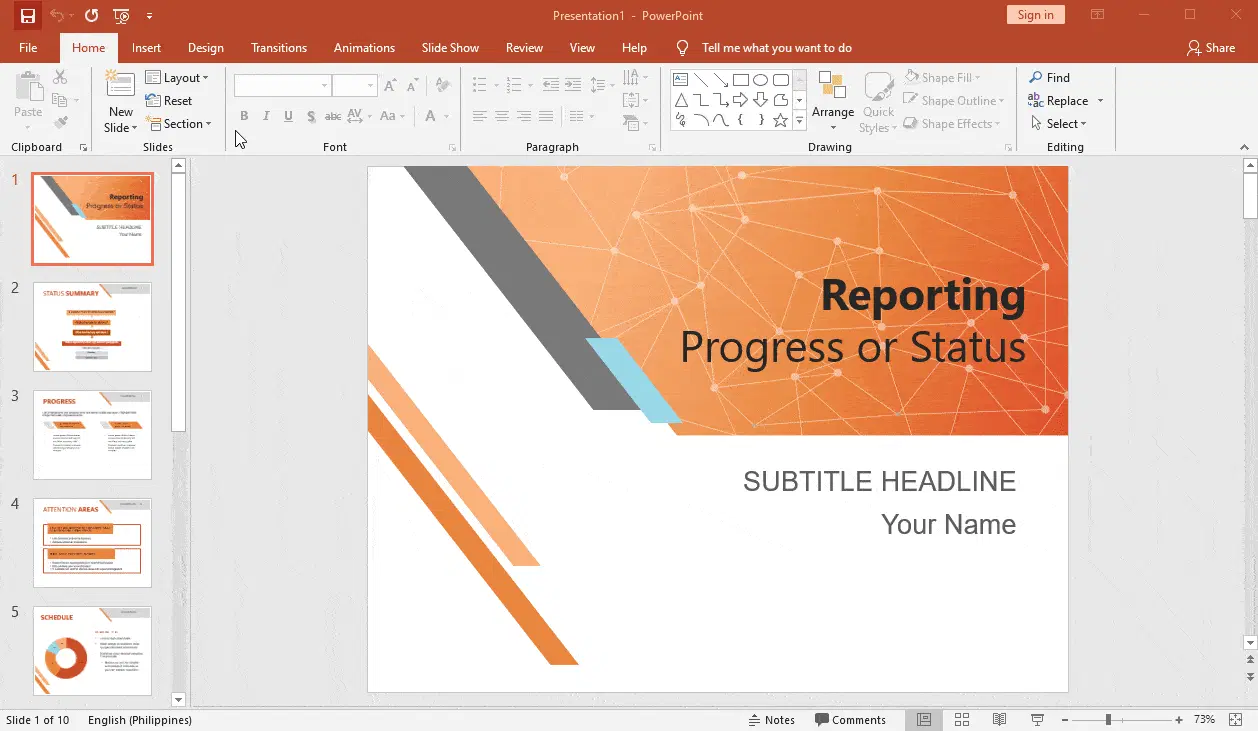 Presentation1 - PowerPoint
Sign in
File Home Insert Design Transitions Animations Slide Show Review View Help Tell me what you want to do Share
Paste
New
Slide
Layout
Reset
Section
B I U S abc AV Aa A
Arrange
Quick
Styles
Shape Fill
Shape Outline
Shape Effects
Find
Replace
Select
Clipboard Slides Font Paragraph Drawing Editing
1
Reporting
Progress or Status
SUBTITLE HEADLINE
Your Name
2
STATUS SUMMARY
3
PROGRESS
4
ATTENTION AREAS
5
SCHEDULE
Reporting
Progress or Status
SUBTITLE HEADLINE
Your Name
Slide 1 of 10 English (Philippines) Notes Comments 73%